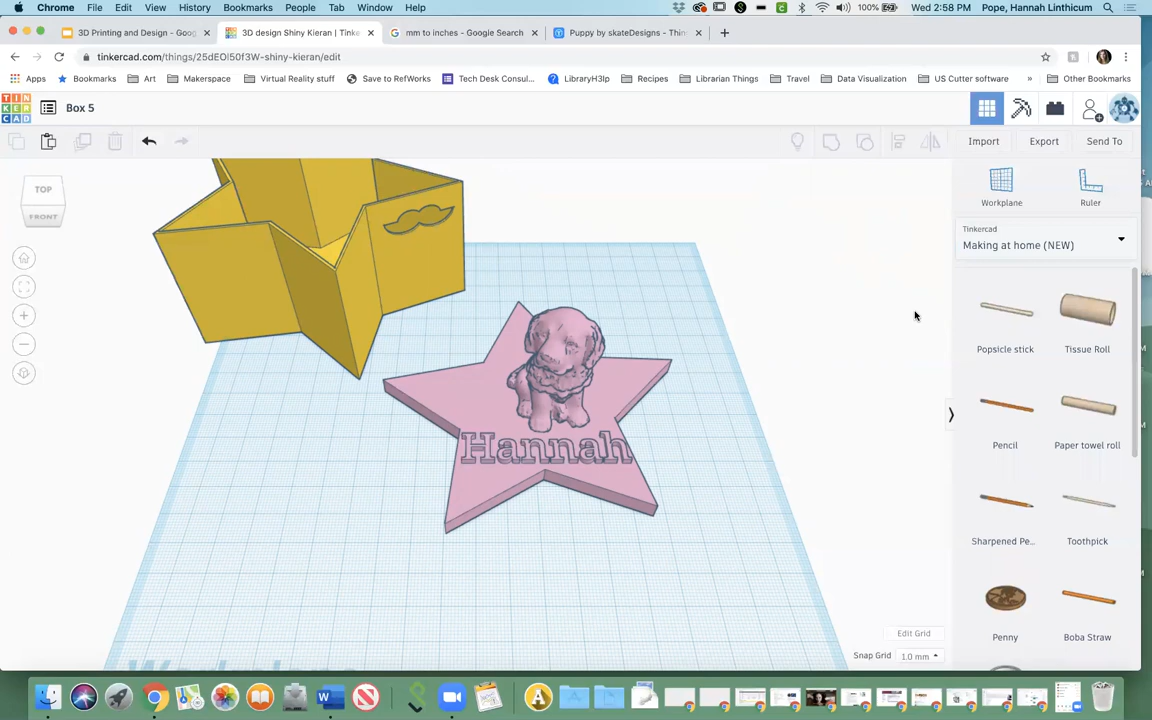 Chrome File Edit View History Bookmarks People Tab Window Help 100% Wed 2:58 PM Pope, Hannah Linthicum
3D Printing and Design - Goog 3D design Shiny Kieran | Tinke mm to inches - Google Search Puppy by skateDesigns - Thin
tinkercad.com/things/25dEO!50f3W-shiny-kieran/edit
Apps Bookmarks Art Makerspace Virtual Reality stuff Save to RefWorks Tech Desk Consul... LibraryH3lp Recipes Librarian Things Travel Data Visualization US Cutter software » Other Bookmarks
TIN
KER
CAD
Box 5
Import Export Send To
TOP
FRONT
Workplane Ruler
Tinkercad
Making at home (NEW)
Popsicle stick Tissue Roll
Pencil Paper towel roll
Sharpened Pe... Toothpick
Penny Boba Straw
Hannah
Edit Grid
Snap Grid 1.0 mm
Workplane